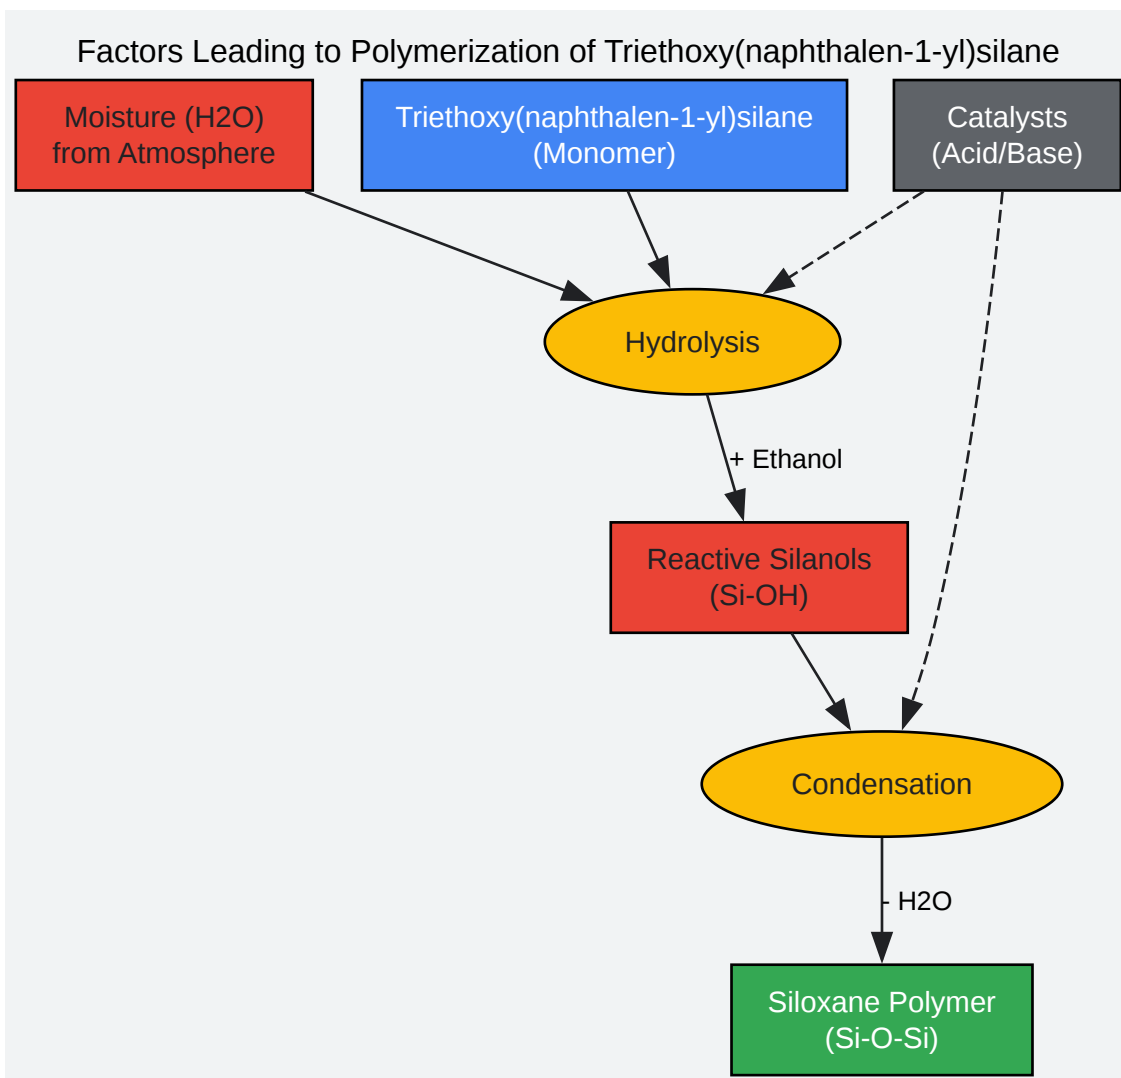 Factors Leading to Polymerization of Triethoxy(naphthalen-1-yl)silane
Moisture (H2O)
from Atmosphere
Triethoxy(naphthalen-1-yl)silane
(Monomer)
Catalysts
(Acid/Base)
Hydrolysis
+ Ethanol
Reactive Silanols
(Si-OH)
Condensation
- H2O
Siloxane Polymer
(Si-O-Si)